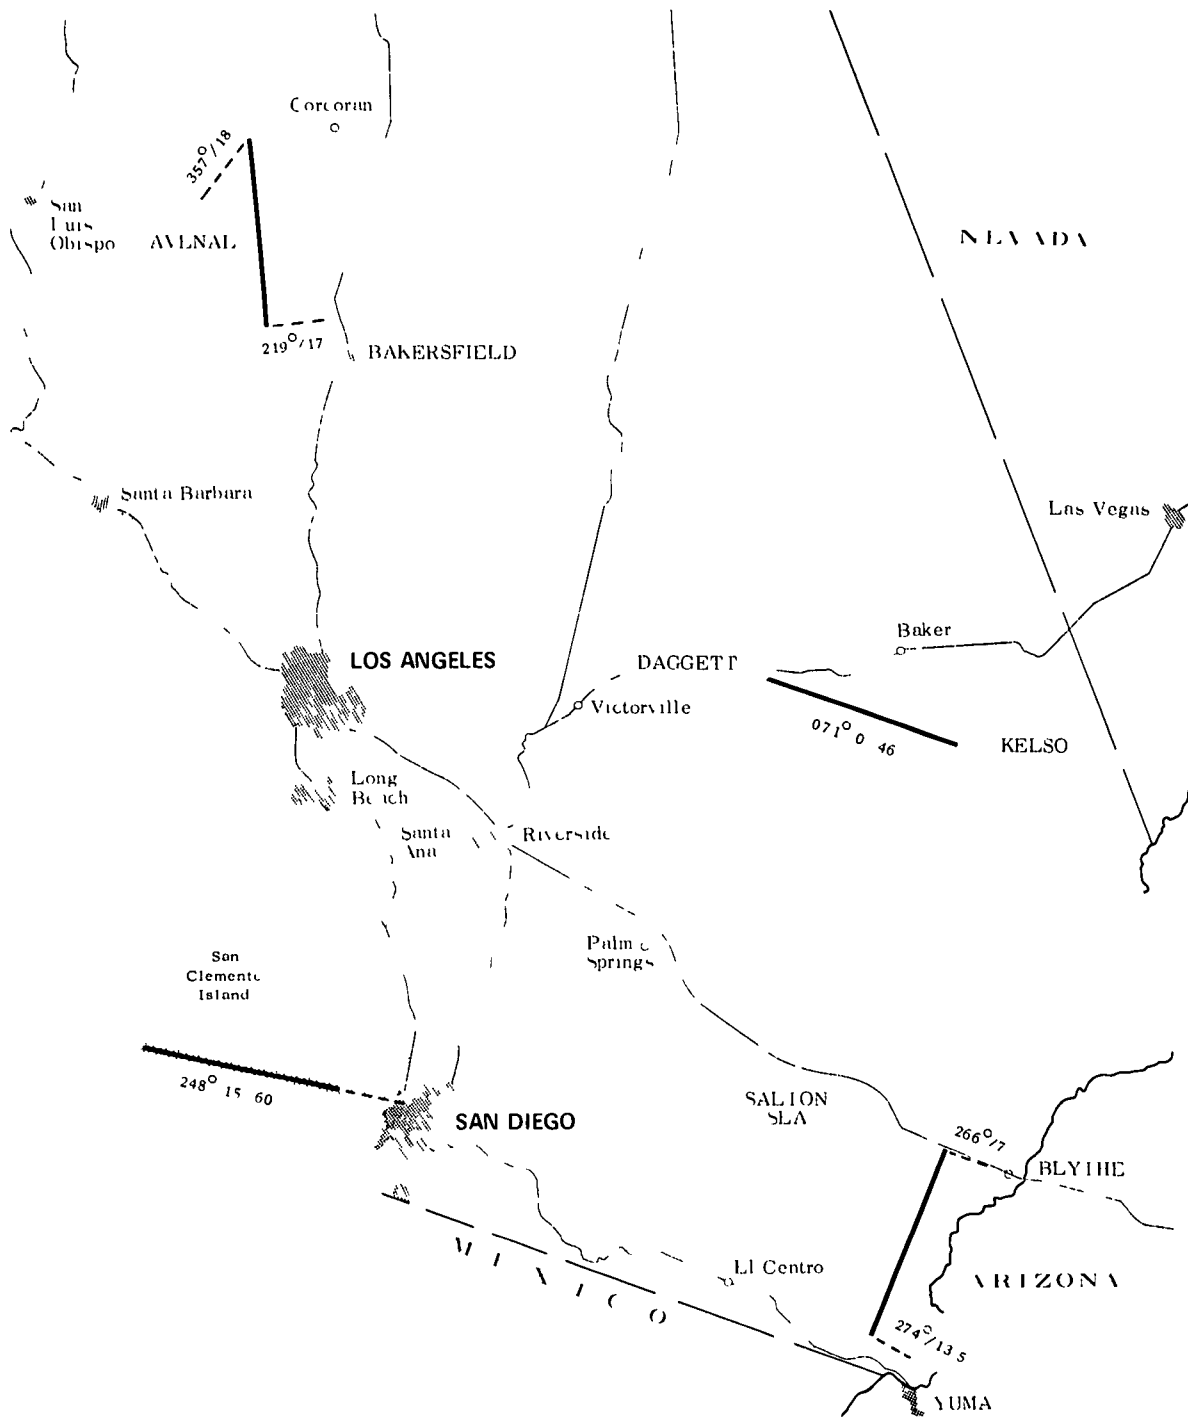 Corcoran
357°/18
San
Luis
Obispo
AVENAL
NEVADA
219°/17
BAKERSFIELD
Santa Barbara
Las Vegas
Baker
LOS ANGELES
DAGGETT
Victorville
071° 0 46
KELSO
Long
Beach
Santa
Ana
Riverside
Palm
Springs
San
Clemente
Island
248° 15 60
SALTON
SEA
SAN DIEGO
266°/7
BLYTHE
MEXICO
El Centro
ARIZONA
274°/13 5
YUMA